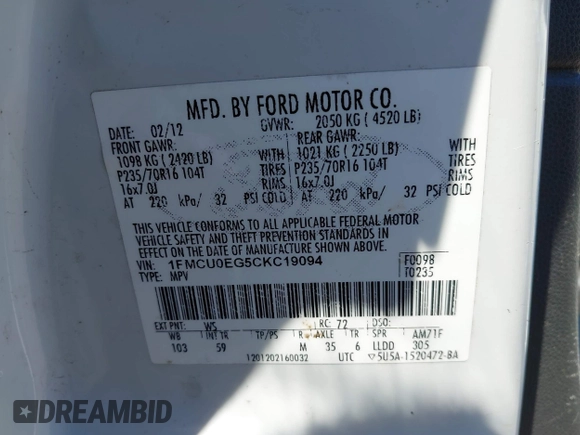 MFD. BY FORD MOTOR CO.
DATE: 02/12 GVWR: 2050 KG ( 4520 LB)
FRONT GAWR: REAR GAWR:
1098 KG (2420 LB) WITH 1021 KG (2250 LB) WITH
P235/70R16 104T TIRES P235/70R16 104T TIRES
16x7.0J RIMS 16x7.0J RIMS
AT 220 kPa/ 32 PSI COLD AT 220 kPa/ 32 PSI COLD
THIS VEHICLE CONFORMS TO ALL APPLICABLE FEDERAL MOTOR
VEHICLE SAFETY AND THEFT PREVENTION STANDARDS IN
EFFECT ON THE DATE OF MANUFACTURE SHOWN ABOVE.
VIN: 1FMCU0EG5CKC19094 F0098
TYPE: MPV T0235
EXT PNT: WS RC: 72 DSO:
WB INT TR TP/PS R AXLE TR AM71F
103 59 M 35 6 LLDD 305
1201202160032 UTC 5U5A-1520472-BA
EPICBID
A RebelAuction Company